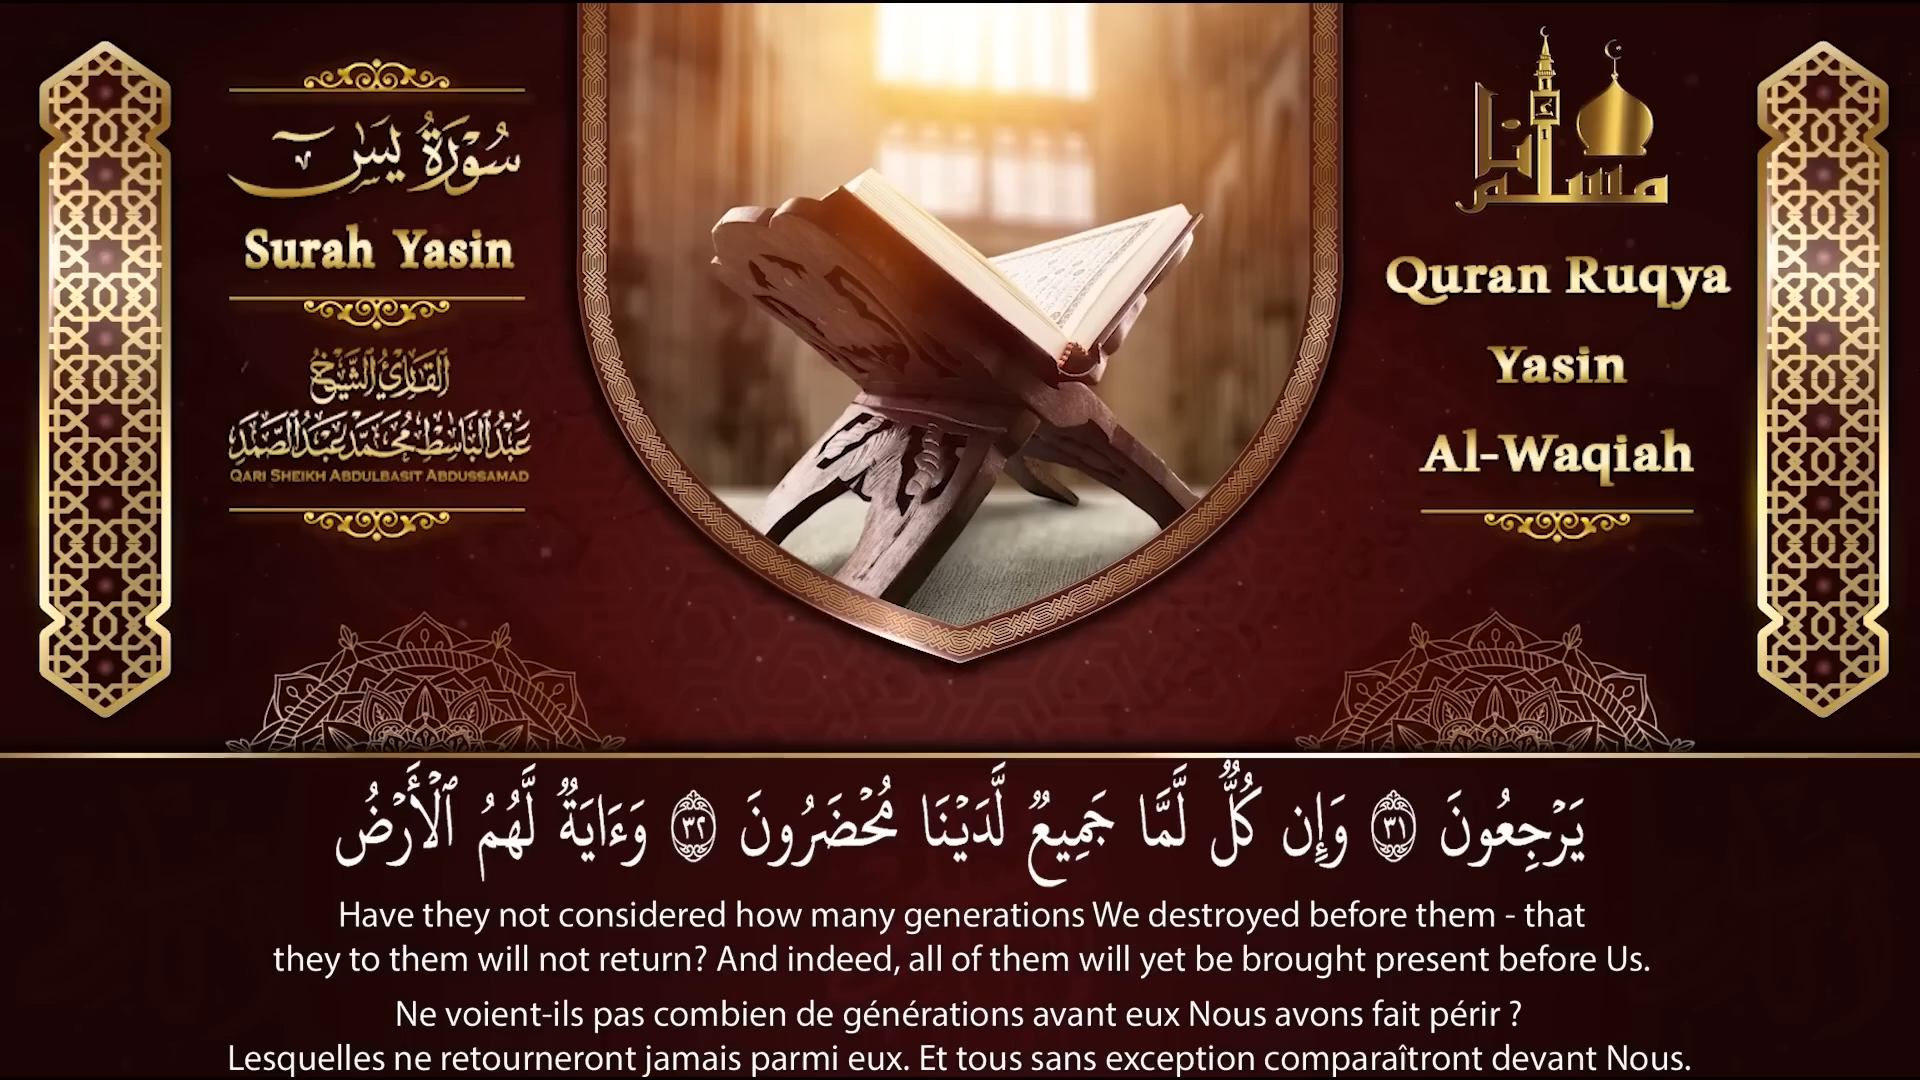 سُورَةُ يس
Surah Yasin
القارئ الشيخ
عبد الباسط محمد عبد الصمد
QARI SHEIKH ABDULBASIT ABDUSSAMAD
مسلمنا
Quran Ruqya
Yasin
Al-Waqiah
يَرْجِعُونَ ٣١ وَإِن كُلٌّ لَّمَّا جَمِيعٌ لَّدَيْنَا مُحْضَرُونَ ٣٢ وَءَايَةٌ لَّهُمُ ٱلْأَرْضُ
Have they not considered how many generations We destroyed before them - that
they to them will not return? And indeed, all of them will yet be brought present before Us.
Ne voient-ils pas combien de générations avant eux Nous avons fait périr ?
Lesquelles ne retourneront jamais parmi eux. Et tous sans exception comparaîtront devant Nous.